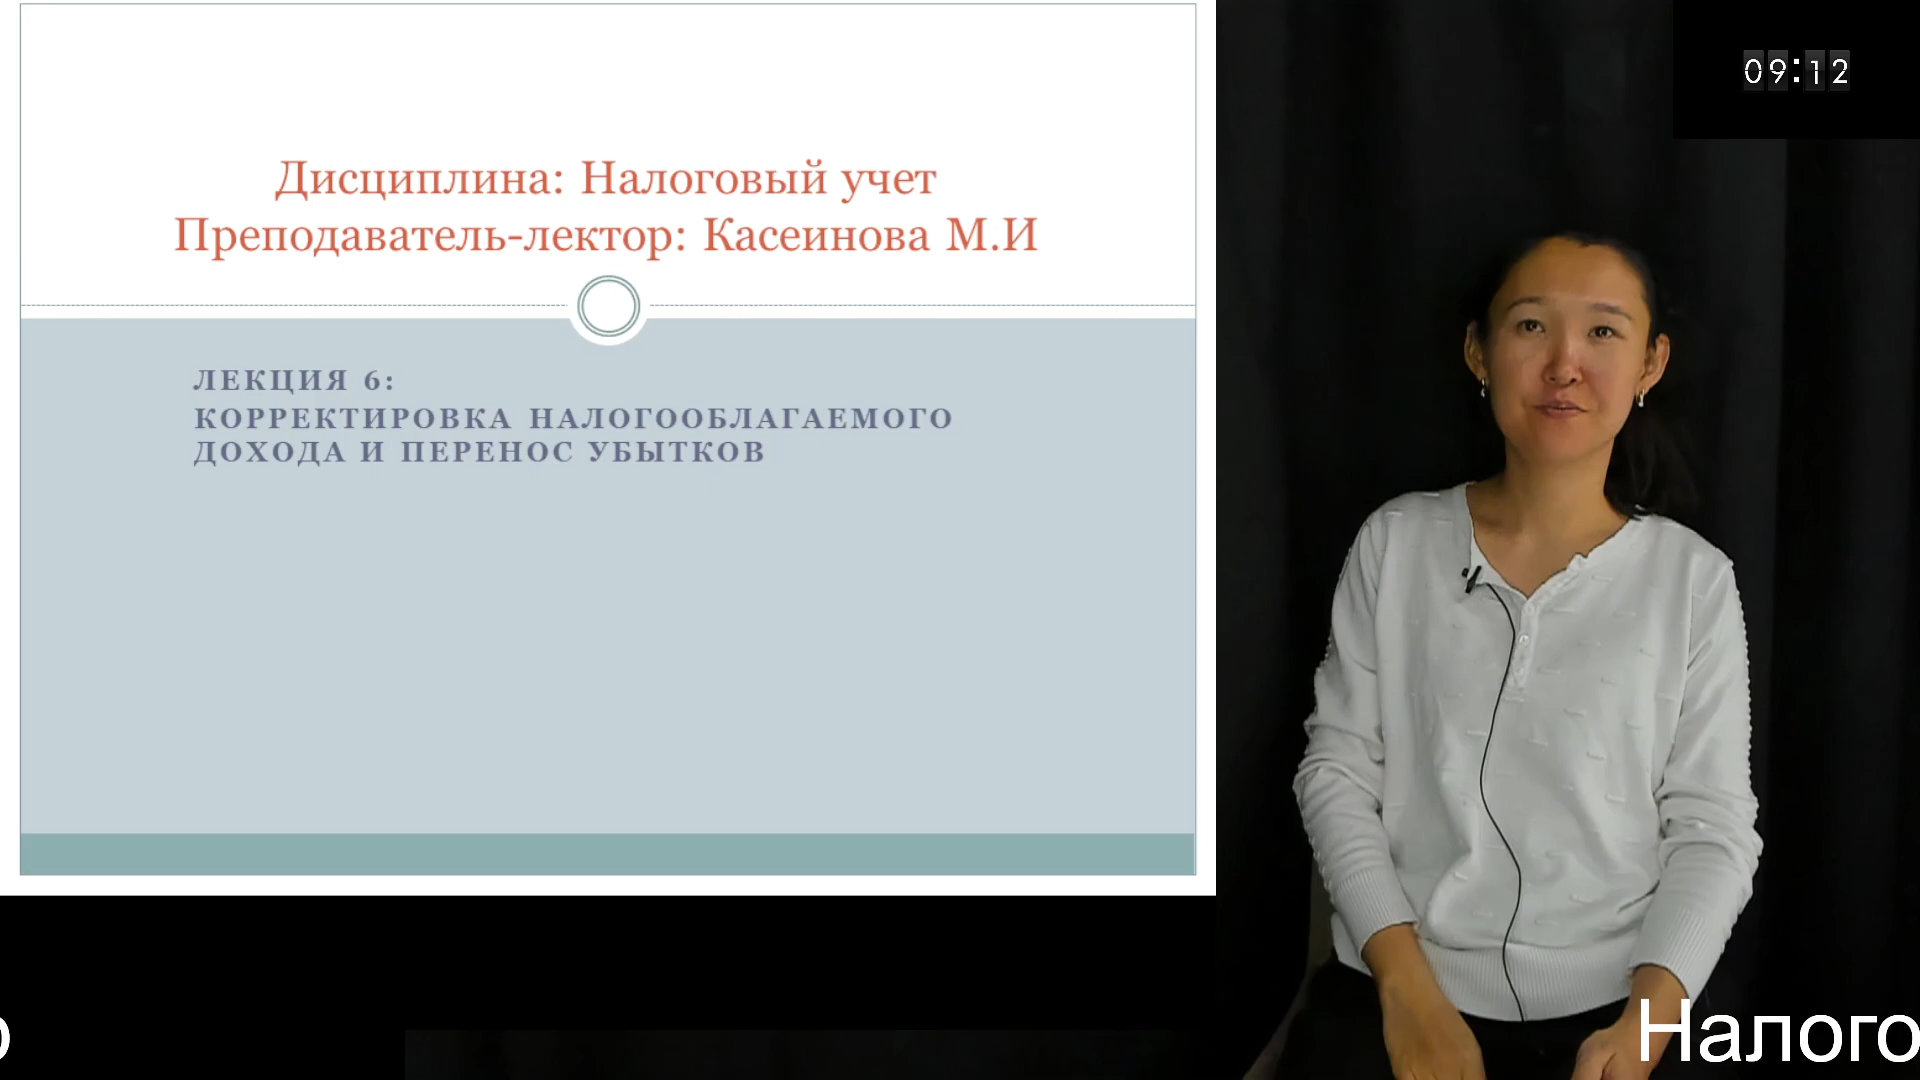 Дисциплина: Налоговый учет
Преподаватель-лектор: Касеинова М.И
ЛЕКЦИЯ 6:
КОРРЕКТИРОВКА НАЛОГООБЛАГАЕМОГО
ДОХОДА И ПЕРЕНОС УБЫТКОВ
09:12
Налого